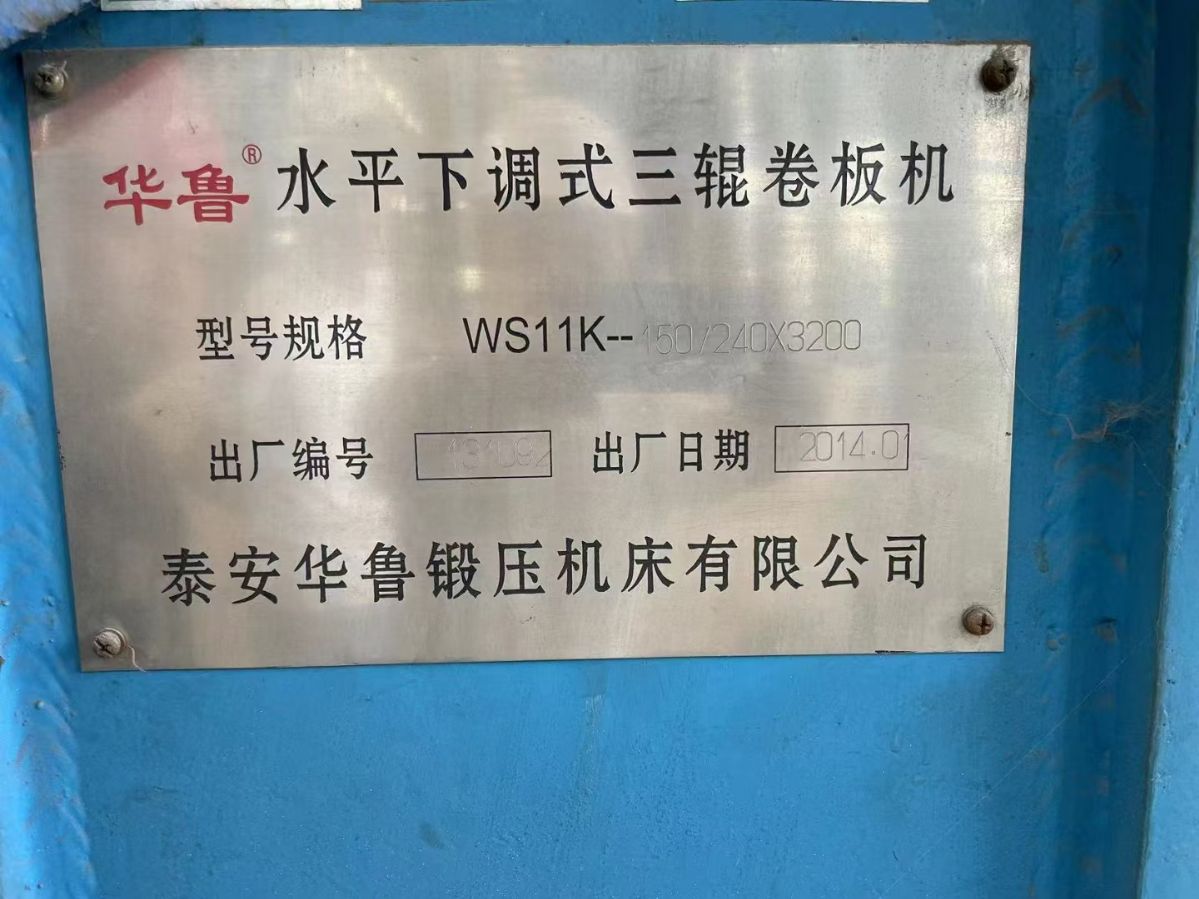 华鲁® 水平下调式三辊卷板机
型号规格 WS11K--150/240X3200
出厂编号 131092 出厂日期 2014.01
泰安华鲁锻压机床有限公司